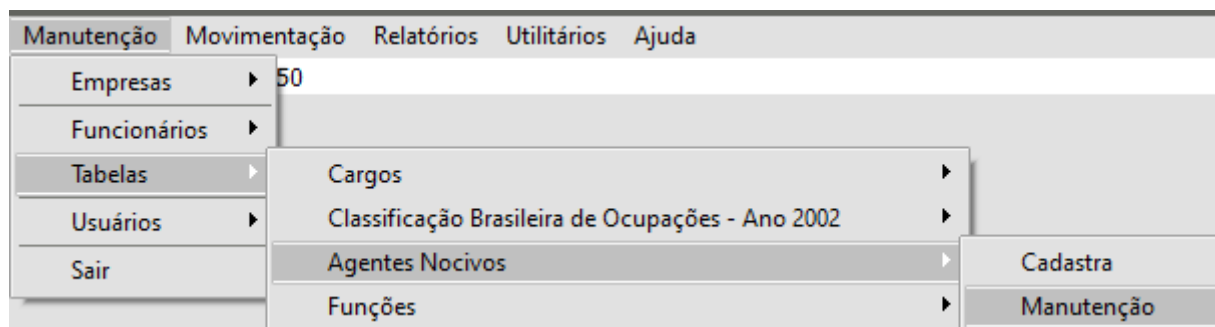 Manutenção Movimentação Relatórios Utilitários Ajuda
Empresas
50
Funcionários
Tabelas
Usuários
Sair
Cargos
Classificação Brasileira de Ocupações - Ano 2002
Agentes Nocivos
Funções
Cadastra
Manutenção